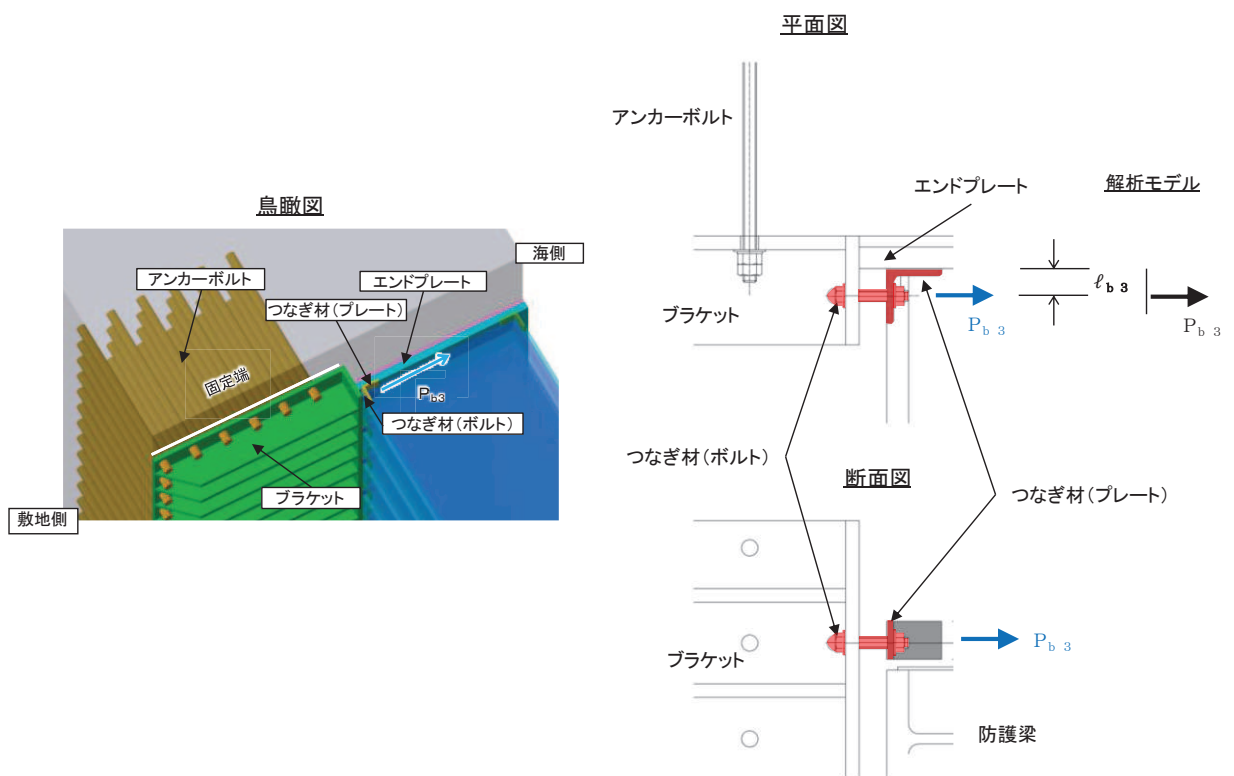 平面図
アンカーボルト
エンドプレート
解析モデル
ブラケット
ℓb3
Pb3
Pb3
つなぎ材(ボルト)
断面図
つなぎ材(プレート)
ブラケット
Pb3
防護梁
鳥瞰図
海側
アンカーボルト
エンドプレート
つなぎ材(プレート)
固定端
Pb3
つなぎ材(ボルト)
ブラケット
敷地側